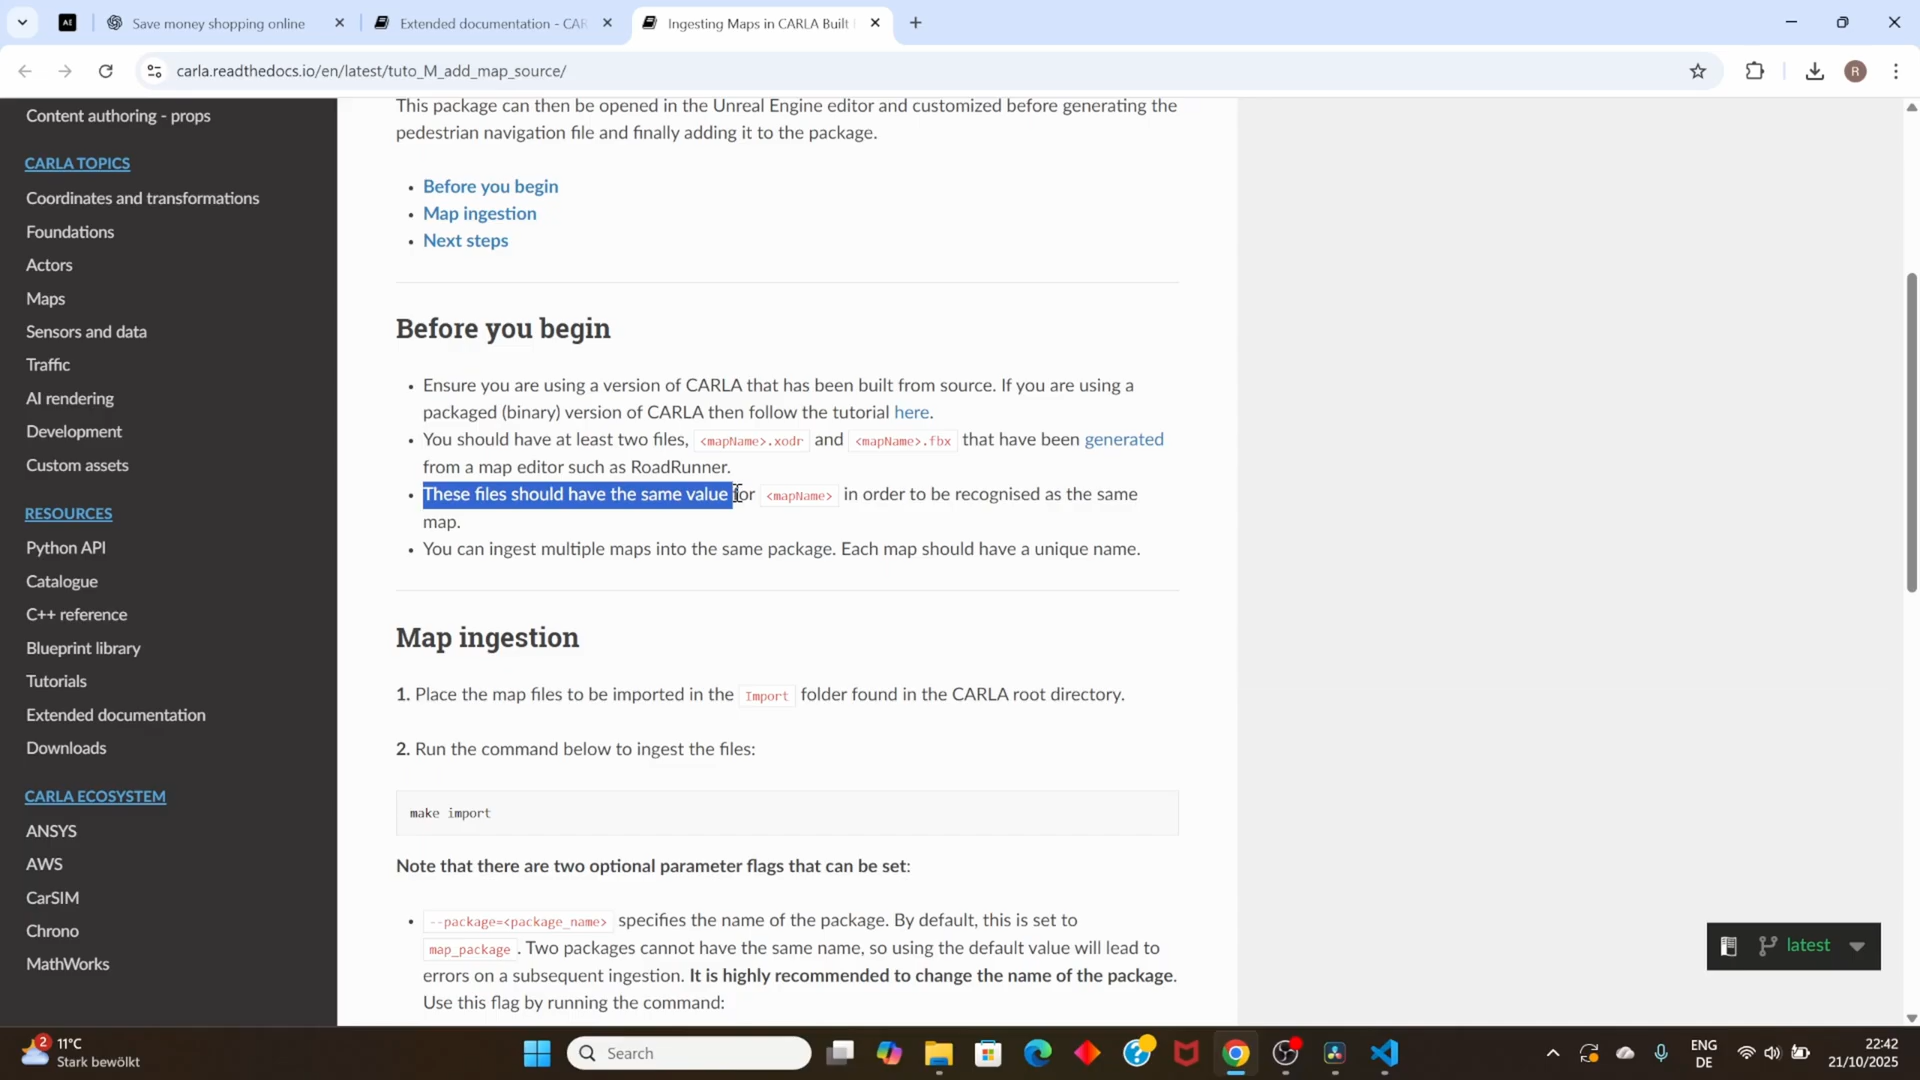 Save money shopping online
Extended documentation - CAR
Ingesting Maps in CARLA Built
carla.readthedocs.io/en/latest/tuto_M_add_map_source/
R
Content authoring - props
CARLA TOPICS
Coordinates and transformations
Foundations
Actors
Maps
Sensors and data
Traffic
AI rendering
Development
Custom assets
RESOURCES
Python API
Catalogue
C++ reference
Blueprint library
Tutorials
Extended documentation
Downloads
CARLA ECOSYSTEM
ANSYS
AWS
CarSIM
Chrono
MathWorks
This package can then be opened in the Unreal Engine editor and customized before generating the
pedestrian navigation file and finally adding it to the package.
• Before you begin
• Map ingestion
• Next steps
Before you begin
• Ensure you are using a version of CARLA that has been built from source. If you are using a
packaged (binary) version of CARLA then follow the tutorial here.
• You should have at least two files, <mapName>.xodr and <mapName>.fbx that have been generated
from a map editor such as RoadRunner.
• These files should have the same value for <mapName> in order to be recognised as the same
map.
• You can ingest multiple maps into the same package. Each map should have a unique name.
Map ingestion
1. Place the map files to be imported in the Import folder found in the CARLA root directory.
2. Run the command below to ingest the files:
make import
Note that there are two optional parameter flags that can be set:
• --package=<package_name> specifies the name of the package. By default, this is set to
map_package . Two packages cannot have the same name, so using the default value will lead to
errors on a subsequent ingestion. It is highly recommended to change the name of the package.
Use this flag by running the command:
latest
2
11°C
Stark bewölkt
Search
ENG
DE
22:42
21/10/2025